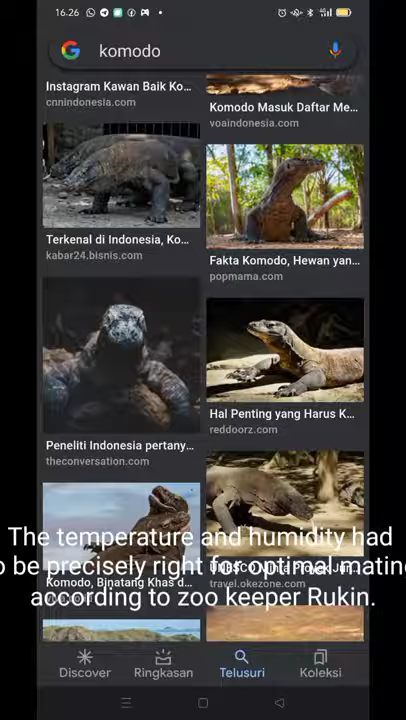 16.26
komodo
Instagram Kawan Baik Ko...
cnnindonesia.com
Komodo Masuk Daftar Me...
voaindonesia.com
Terkenal di Indonesia, Ko...
kabar24.bisnis.com
Fakta Komodo, Hewan yan...
popmama.com
Peneliti Indonesia pertany...
theconversation.com
Hal Penting yang Harus K...
reddoorz.com
The temperature and humidity had
o be precisely right for optimal mating
according to zoo keeper Rukin.
Komodo, Binatang Khas d...
UNESCO
travel.okezone.com
Discover
Ringkasan
Telusuri
Koleksi